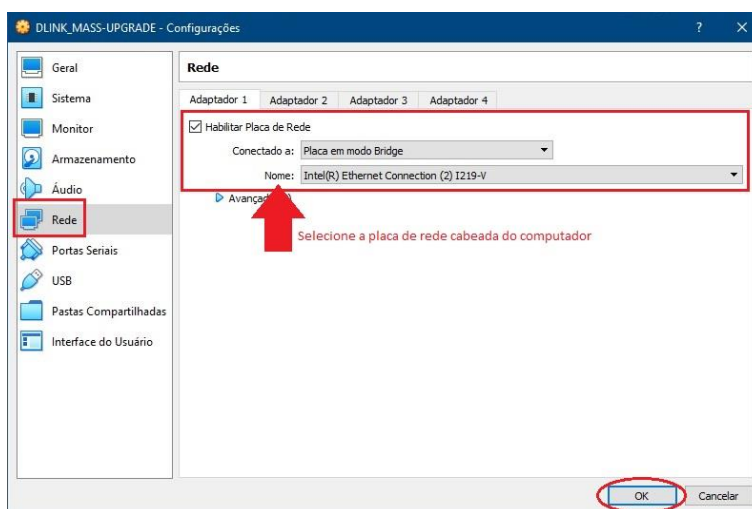 DLINK_MASS-UPGRADE - Configurações
Geral
Sistema
Monitor
Armazenamento
Áudio
Rede
Portas Seriais
USB
Pastas Compartilhadas
Interface do Usuário
Rede
Adaptador 1 Adaptador 2 Adaptador 3 Adaptador 4
Habilitar Placa de Rede
Conectado a: Placa em modo Bridge
Nome: Intel(R) Ethernet Connection (2) I219-V
Selecione a placa de rede cabeada do computador
OK Cancelar